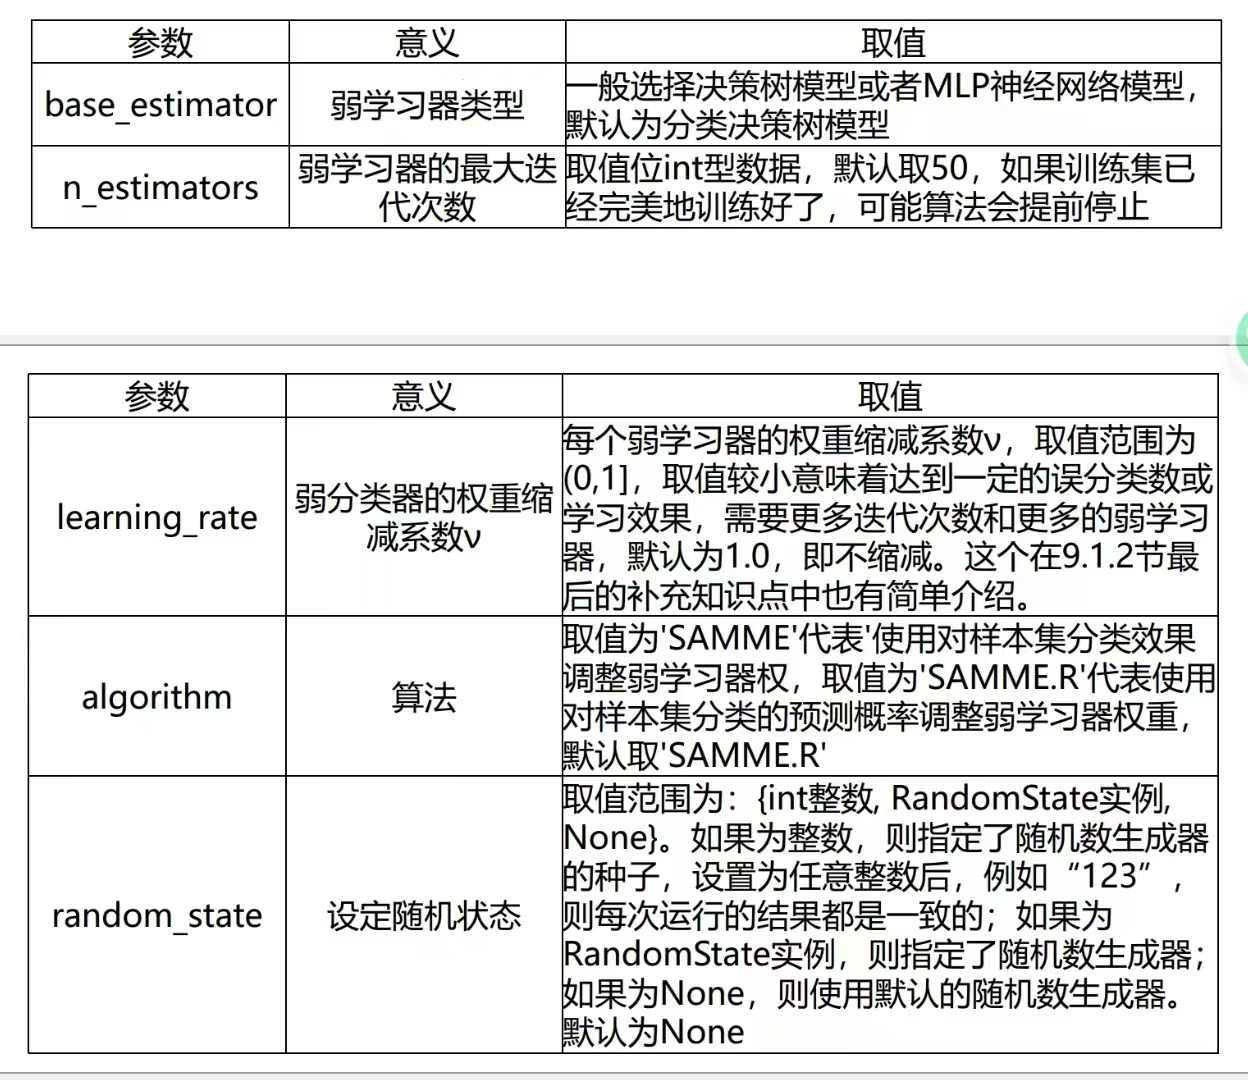 参数 意义 取值
base_estimator 弱学习器类型 一般选择决策树模型或者MLP神经网络模型，
默认为分类决策树模型
n_estimators 弱学习器的最大迭
代次数 取值位int型数据，默认取50，如果训练集已
经完美地训练好了，可能算法会提前停止
参数 意义 取值
learning_rate 弱分类器的权重缩
减系数ν 每个弱学习器的权重缩减系数ν，取值范围为
(0,1]，取值较小意味着达到一定的误分类数或
学习效果，需要更多迭代次数和更多的弱学习
器，默认为1.0，即不缩减。这个在9.1.2节最
后的补充知识点中也有简单介绍。
algorithm 算法 取值为'SAMME'代表'使用对样本集分类效果
调整弱学习器权，取值为'SAMME.R'代表使用
对样本集分类的预测概率调整弱学习器权重，
默认取'SAMME.R'
random_state 设定随机状态 取值范围为：{int整数, RandomState实例,
None}。如果为整数，则指定了随机数生成器
的种子，设置为任意整数后，例如“123”，
则每次运行的结果都是一致的；如果为
RandomState实例，则指定了随机数生成器；
如果为None，则使用默认的随机数生成器。
默认为None